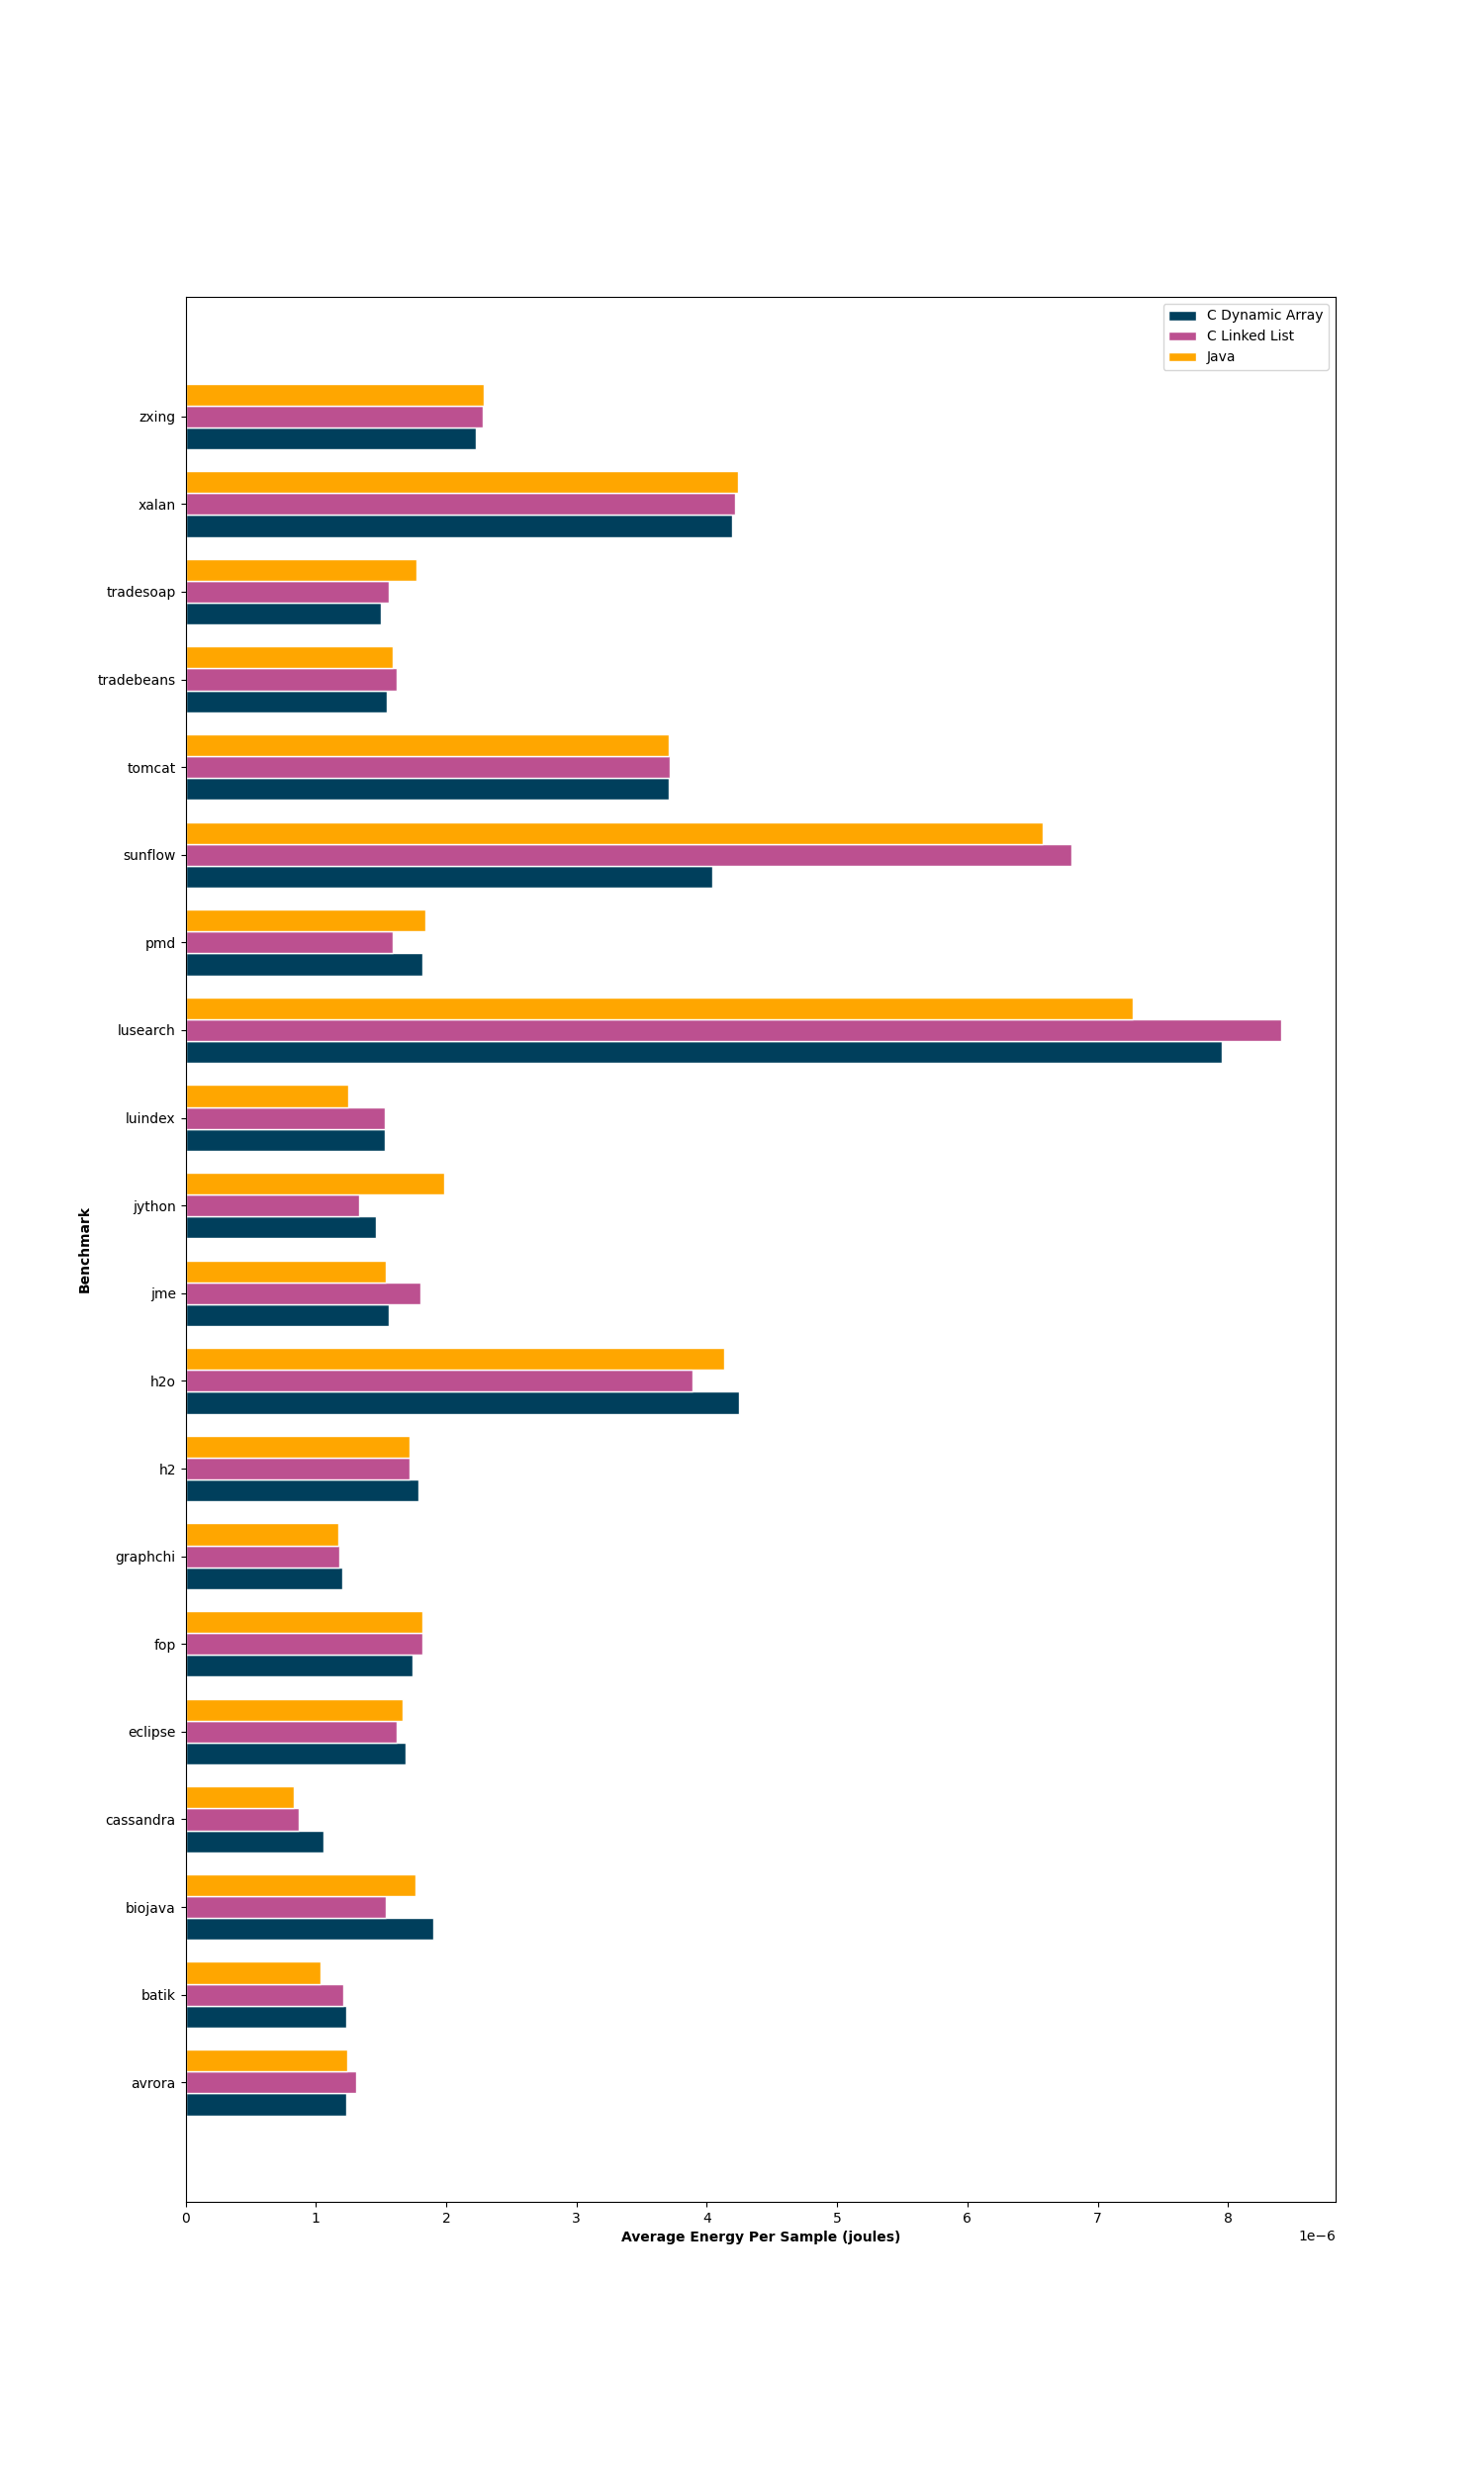 C Dynamic Array
C Linked List
Java
zxing
xalan
tradesoap
tradebeans
tomcat
sunflow
pmd
lusearch
luindex
jython
jme
h2o
h2
graphchi
fop
eclipse
cassandra
biojava
batik
avrora
Benchmark
0 1 2 3 4 5 6 7 8
Average Energy Per Sample (joules)
1e−6